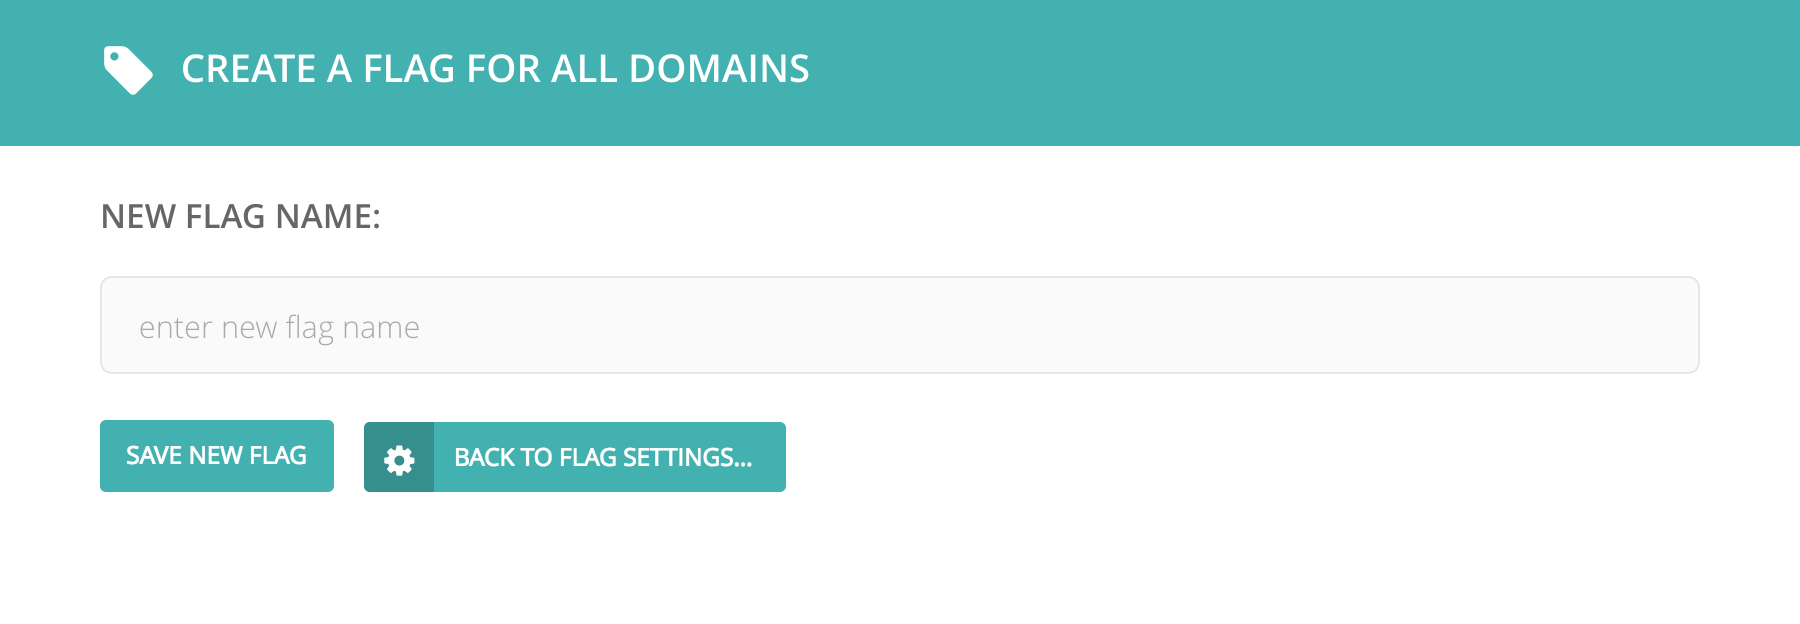 CREATE A FLAG FOR ALL DOMAINS
NEW FLAG NAME:
enter new flag name
SAVE NEW FLAG
BACK TO FLAG SETTINGS...